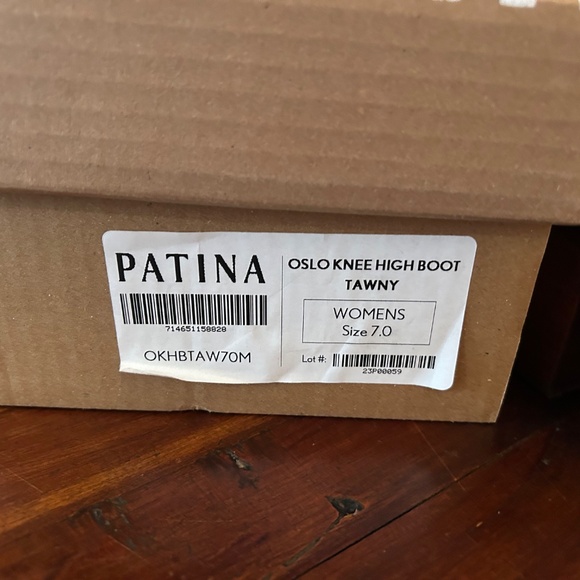 PATINA
714651158828
OKHBTAW70M
OSLO KNEE HIGH BOOT
TAWNY
WOMENS
Size 7.0
Lot #:
23P00059